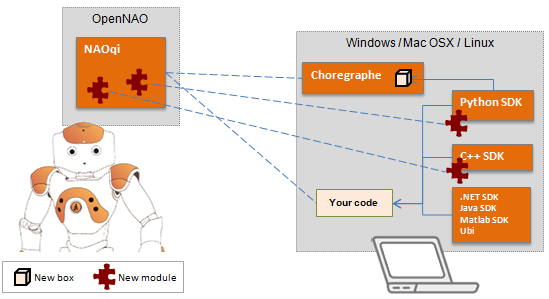 OpenNAO
NAOqi
Windows / Mac OSX / Linux
Choregraphe
Python SDK
C++ SDK
Your code
.NET SDK
Java SDK
Matlab SDK
Ubi
New box
New module